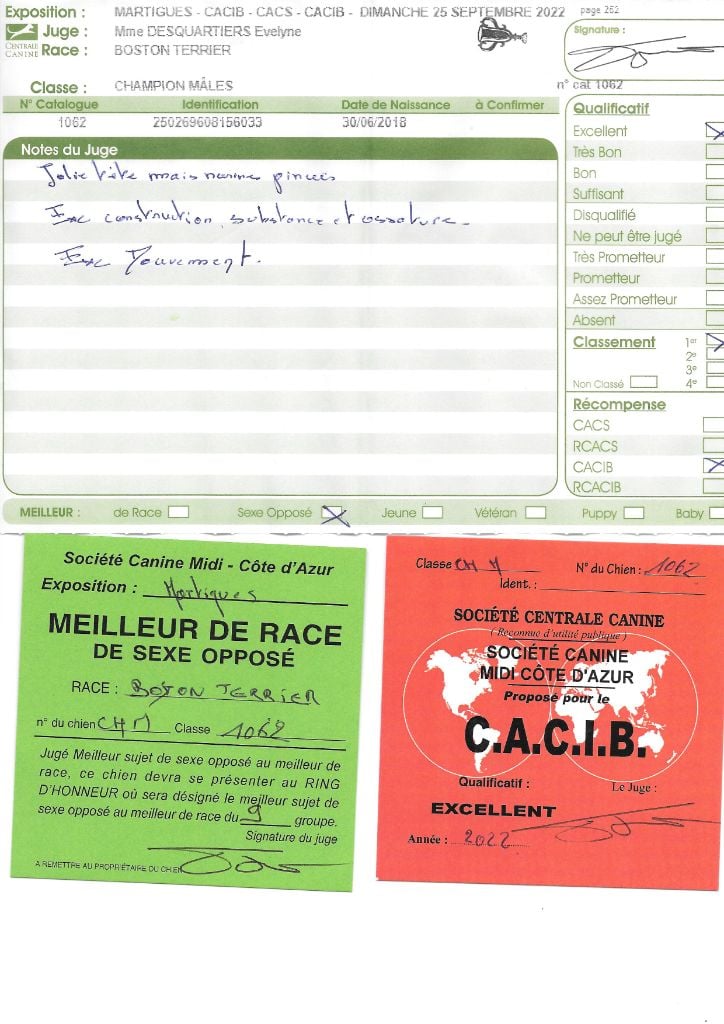 Exposition : MARTIGUES - CACIB - CACS - CACIB - DIMANCHE 25 SEPTEMBRE 2022 page 262
Juge : Mme DESQUARTIERS Evelyne
CENTRALE CANINE
Race : BOSTON TERRIER
Signature :
Classe : CHAMPION MÂLES n° cat 1062
N° Catalogue Identification Date de Naissance à Confirmer
1062 250269608156033 30/06/2018
Notes du Juge
Jolie tête mais narines pincées
Exc construction, substance et ossature.
Exc Mouvement.
Qualificatif
Excellent
Très Bon
Bon
Suffisant
Disqualifié
Ne peut être jugé
Très Prometteur
Prometteur
Assez Prometteur
Absent
Classement 1er
2e
3e
Non Classé 4e
Récompense
CACS
RCACS
CACIB
RCACIB
MEILLEUR : de Race Sexe Opposé Jeune Vétéran Puppy Baby
Société Canine Midi - Côte d'Azur
Exposition : Martigues
MEILLEUR DE RACE
DE SEXE OPPOSÉ
RACE : BOSTON TERRIER
n° du chien CH M Classe 1062
Jugé Meilleur sujet de sexe opposé au meilleur de
race, ce chien devra se présenter au RING
D'HONNEUR où sera désigné le meilleur sujet de
sexe opposé au meilleur de race du 9 groupe.
Signature du juge
A REMETTRE AU PROPRIÉTAIRE DU CHIEN
Classe CH M N° du Chien : 1062
Ident. :
SOCIÉTÉ CENTRALE CANINE
( Reconnue d'utilité publique )
SOCIÉTÉ CANINE
MIDI CÔTE D'AZUR
Proposé pour le
C.A.C.I.B.
Qualificatif : Le Juge :
EXCELLENT
Année : 2022